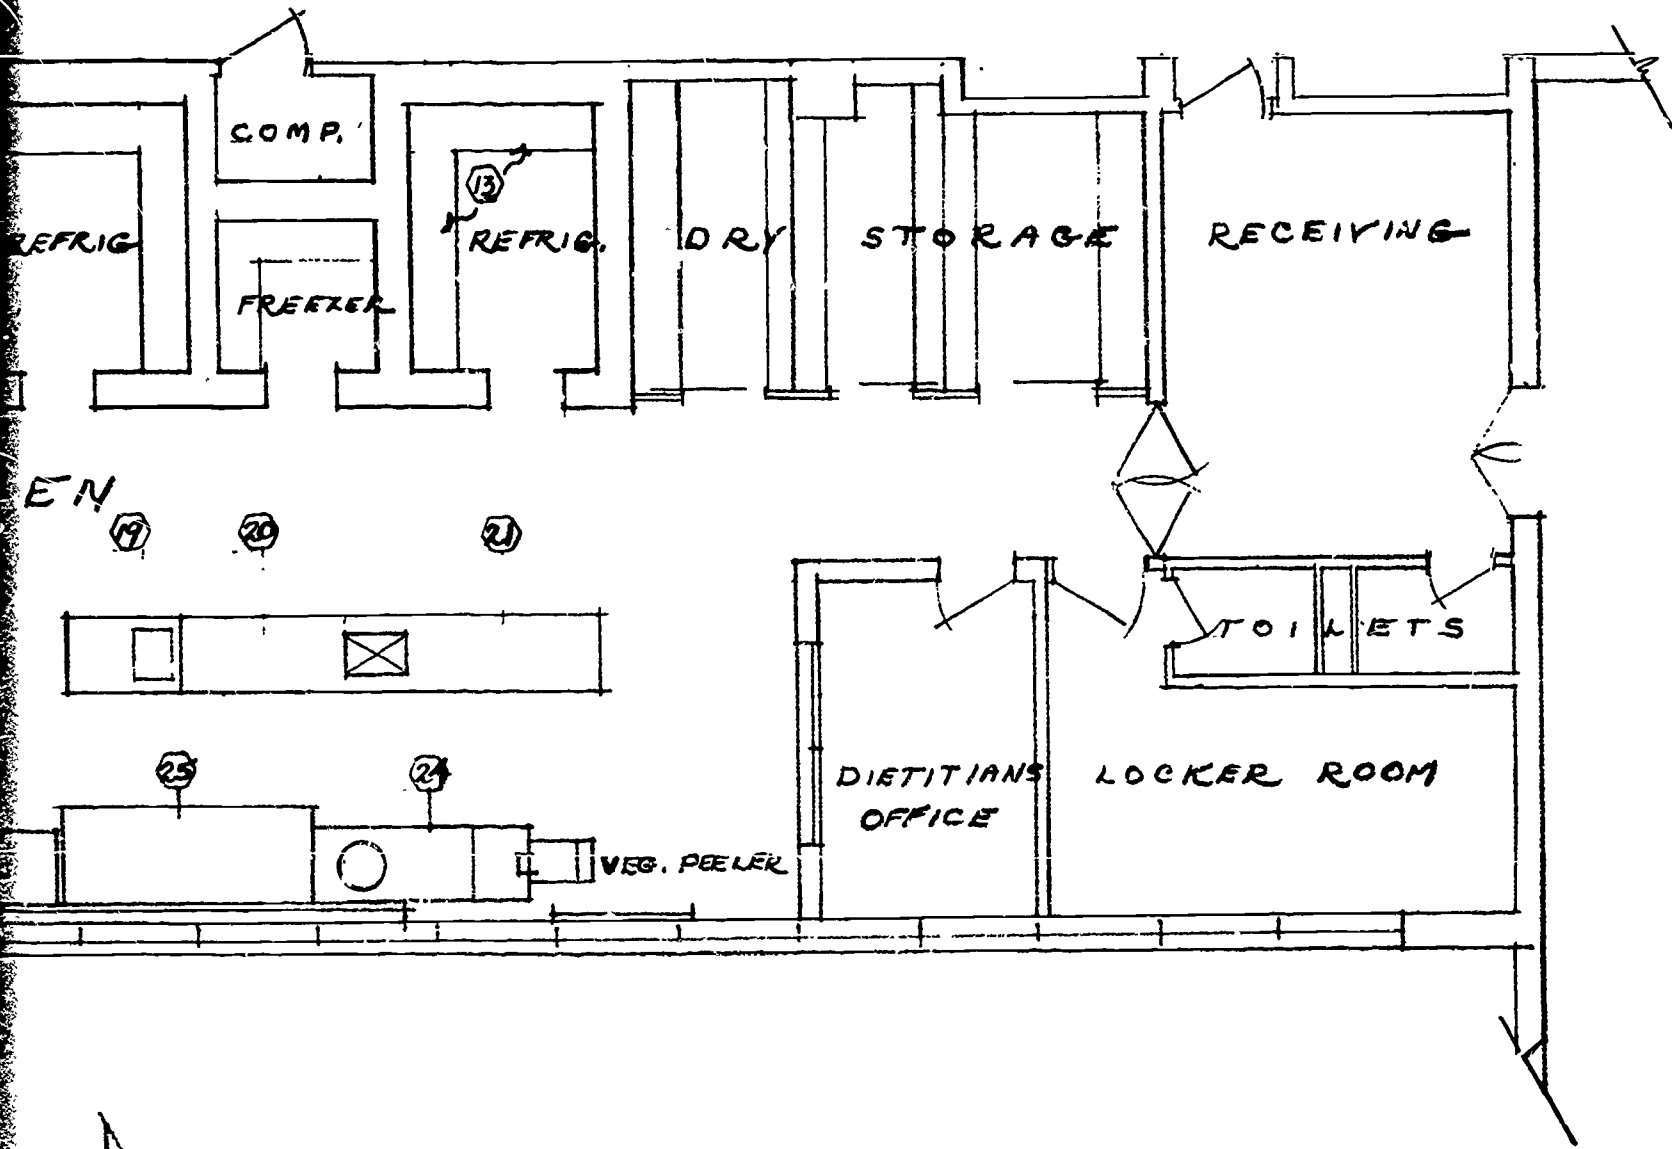 COMP.
13
REFRIG
REFRIG.
DRY STORAGE
RECEIVING
FREEZER
EN
19
20
21
TOILETS
25
24
DIETITIANS
OFFICE
LOCKER ROOM
VEG. PEELER